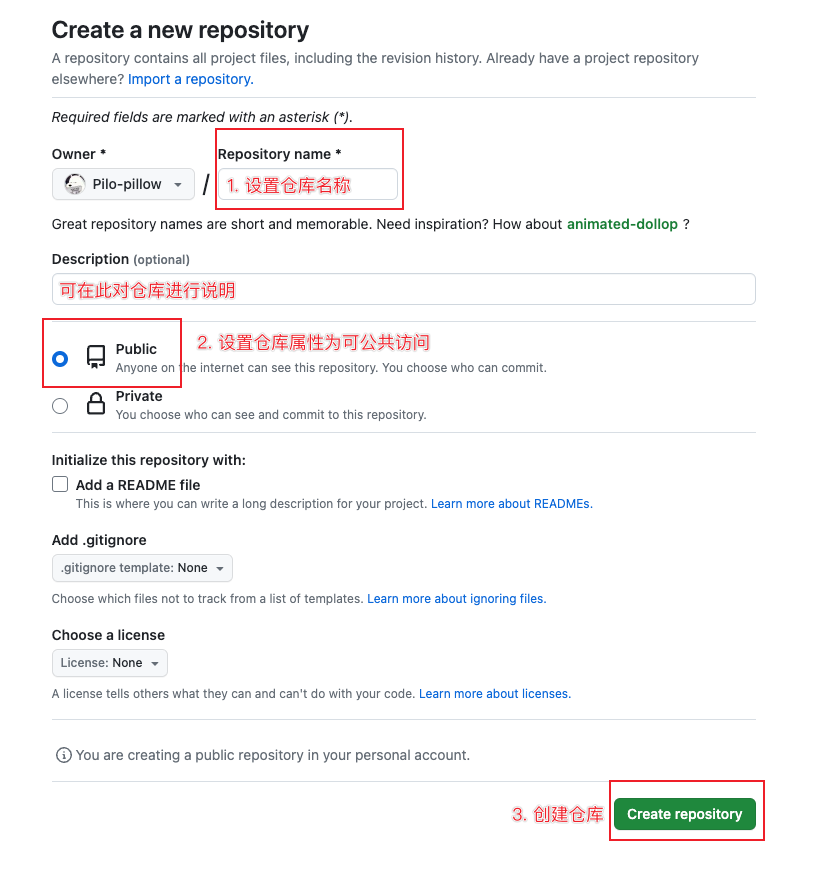 Create a new repository
A repository contains all project files, including the revision history. Already have a project repository
elsewhere? Import a repository.
Required fields are marked with an asterisk (*).
Owner * Repository name *
Pilo-pillow / 1. 设置仓库名称
Great repository names are short and memorable. Need inspiration? How about animated-dollop ?
Description (optional)
可在此对仓库进行说明
Public 2. 设置仓库属性为可公共访问
Anyone on the internet can see this repository. You choose who can commit.
Private
You choose who can see and commit to this repository.
Initialize this repository with:
Add a README file
This is where you can write a long description for your project. Learn more about READMEs.
Add .gitignore
.gitignore template: None
Choose which files not to track from a list of templates. Learn more about ignoring files.
Choose a license
License: None
A license tells others what they can and can't do with your code. Learn more about licenses.
You are creating a public repository in your personal account.
3. 创建仓库 Create repository